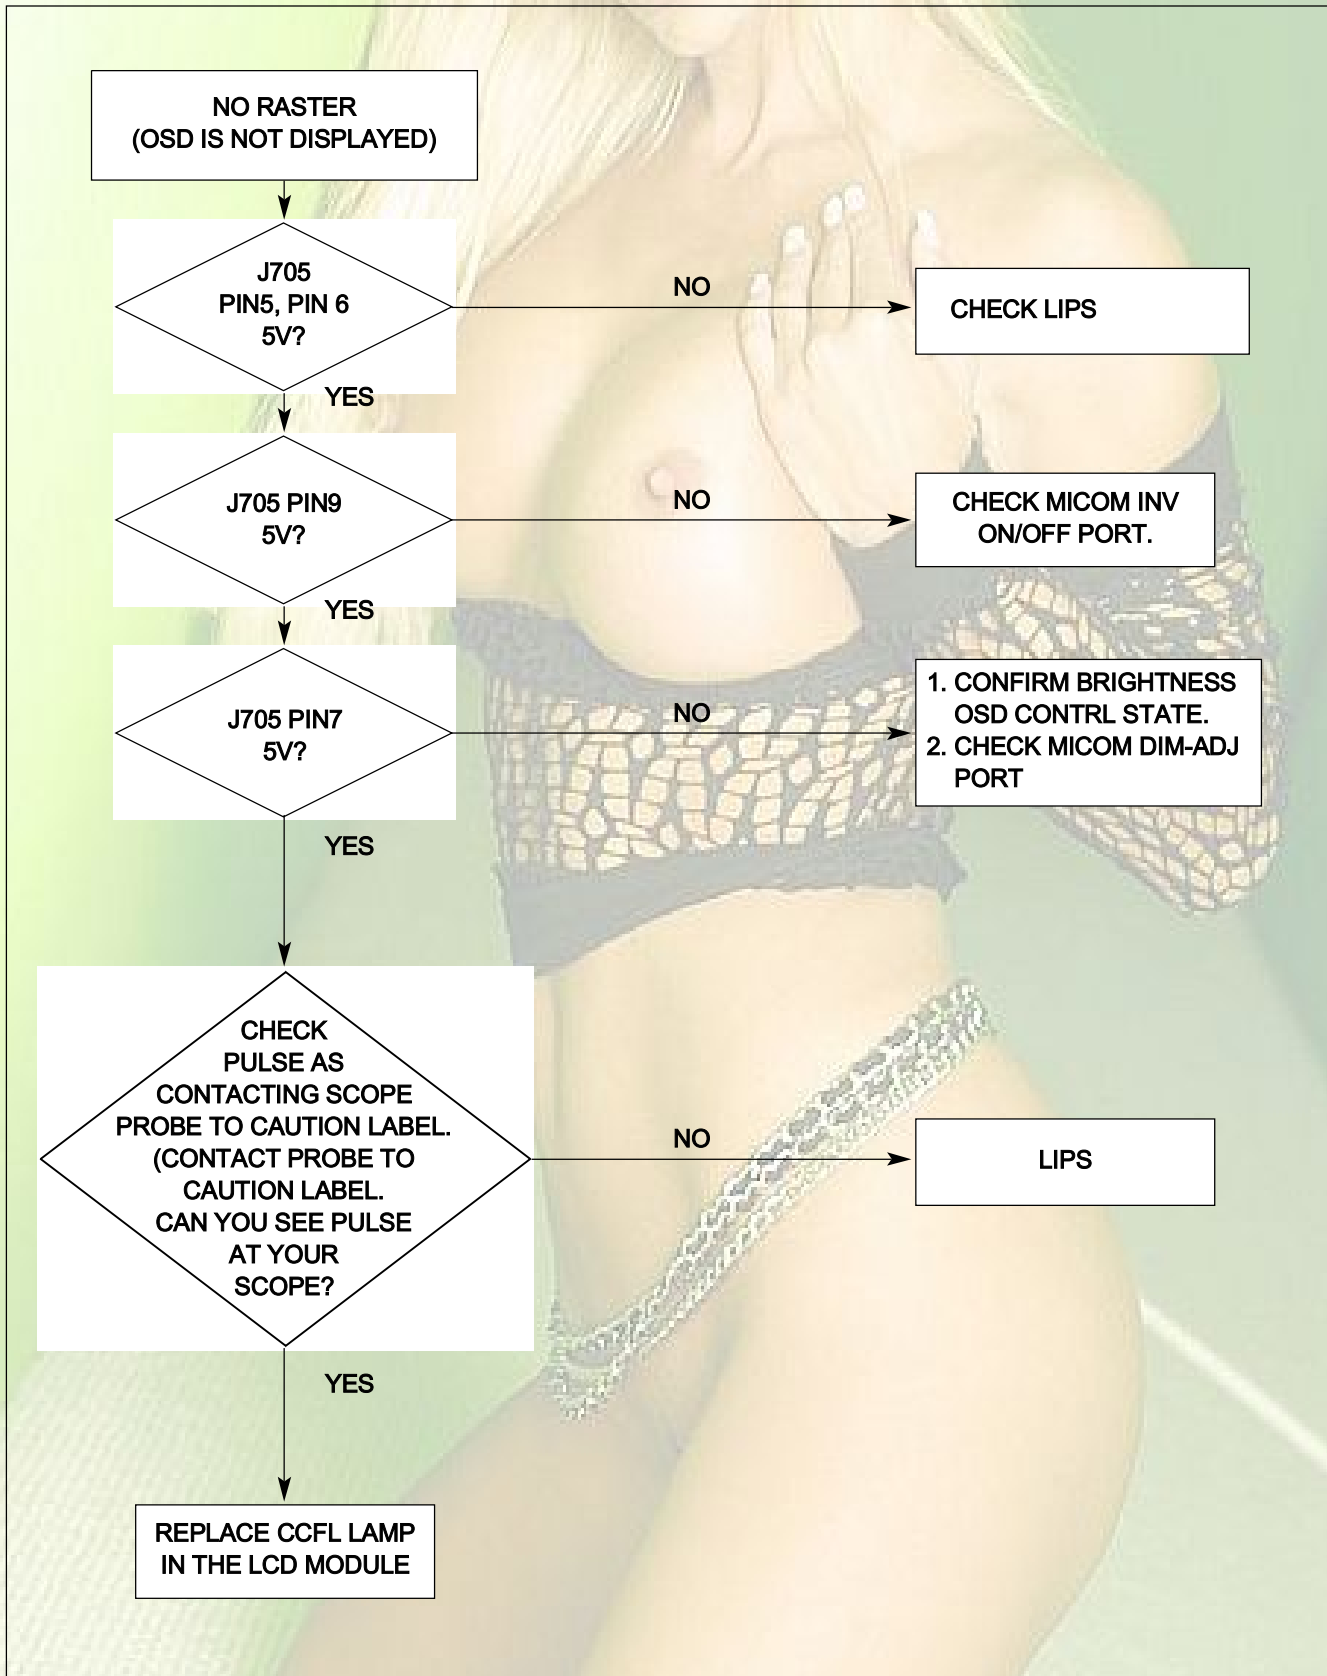 NO RASTER
(OSD IS NOT DISPLAYED)
J705
PIN5, PIN 6
5V?
NO
CHECK LIPS
YES
J705 PIN9
5V?
NO
CHECK MICOM INV
ON/OFF PORT.
YES
J705 PIN7
5V?
NO
1. CONFIRM BRIGHTNESS
OSD CONTRL STATE.
2. CHECK MICOM DIM-ADJ
PORT
YES
CHECK
PULSE AS
CONTACTING SCOPE
PROBE TO CAUTION LABEL.
(CONTACT PROBE TO
CAUTION LABEL.
CAN YOU SEE PULSE
AT YOUR
SCOPE?
NO
LIPS
YES
REPLACE CCFL LAMP
IN THE LCD MODULE